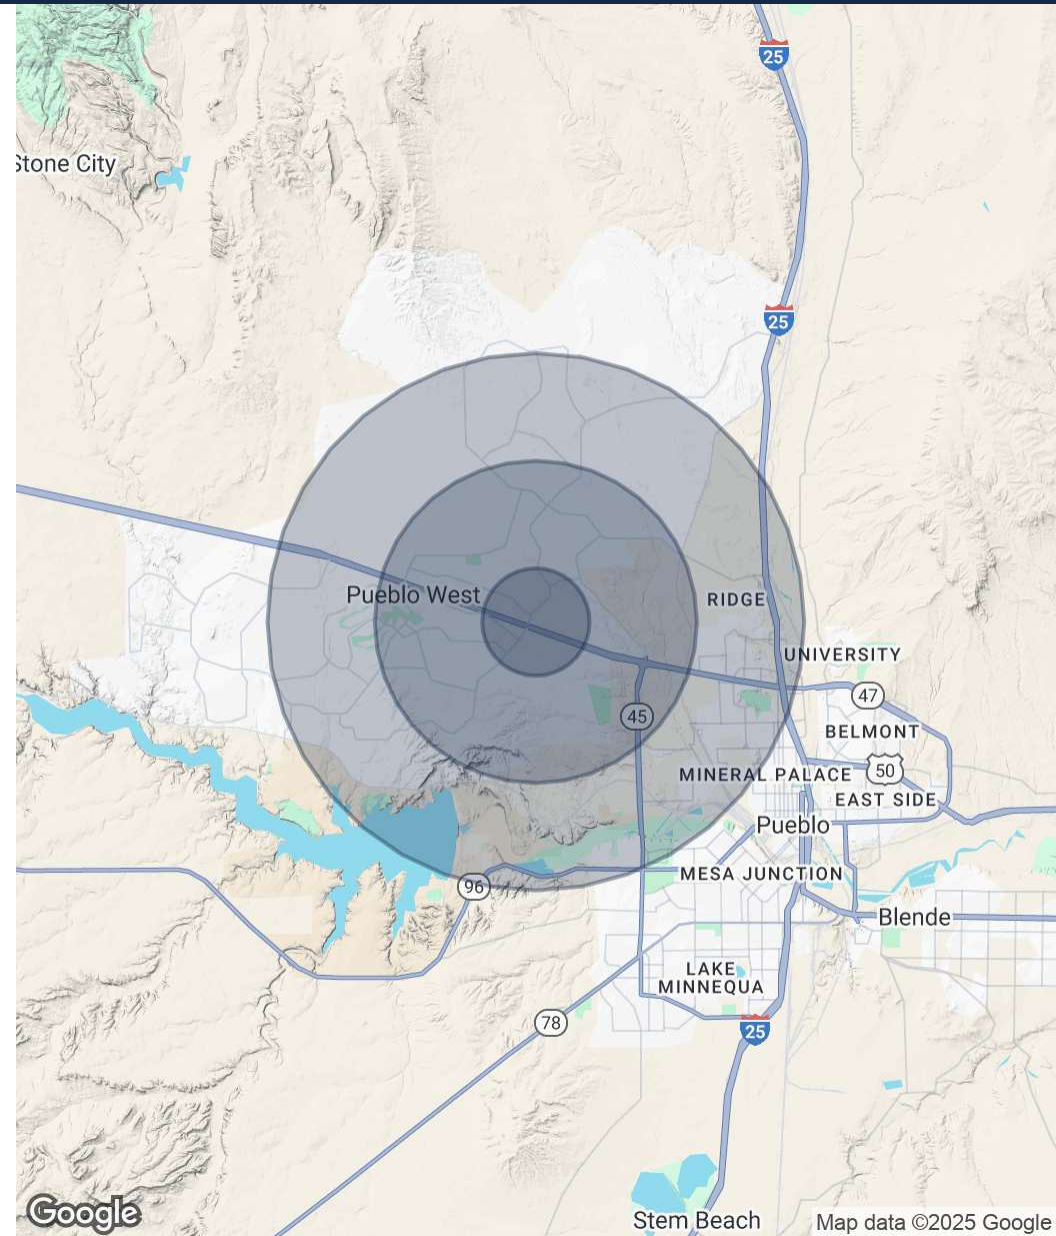 25
Stone City
25
Pueblo West
RIDGE
UNIVERSITY
47
45
BELMONT
50
MINERAL PALACE
EAST SIDE
Pueblo
MESA JUNCTION
96
Blende
LAKE
MINNEQUA
78
25
Google
Stem Beach
Map data ©2025 Google